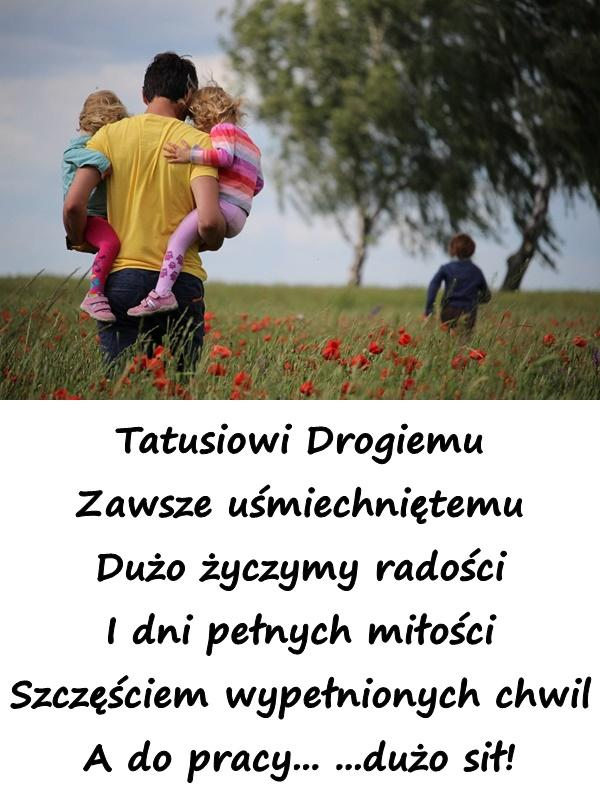 Tatusiowi Drogiemu
Zawsze uśmiechniętemu
Dużo życzymy radości
I dni pełnych miłości
Szczęściem wypełnionych chwil
A do pracy... ...dużo sił!